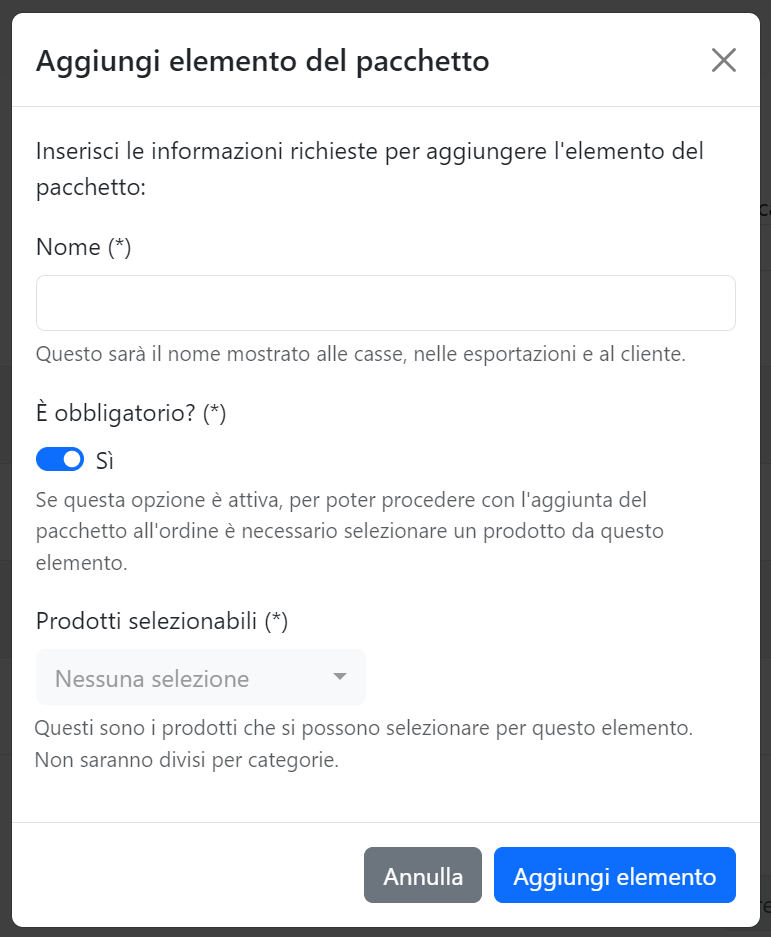 Aggiungi elemento del pacchetto
Inserisci le informazioni richieste per aggiungere l'elemento del
pacchetto:
Nome (*)
Questo sarà il nome mostrato alle casse, nelle esportazioni e al cliente.
È obbligatorio? (*)
Sì
Se questa opzione è attiva, per poter procedere con l'aggiunta del
pacchetto all'ordine è necessario selezionare un prodotto da questo
elemento.
Prodotti selezionabili (*)
Nessuna selezione
Questi sono i prodotti che si possono selezionare per questo elemento.
Non saranno divisi per categorie.
Annulla
Aggiungi elemento